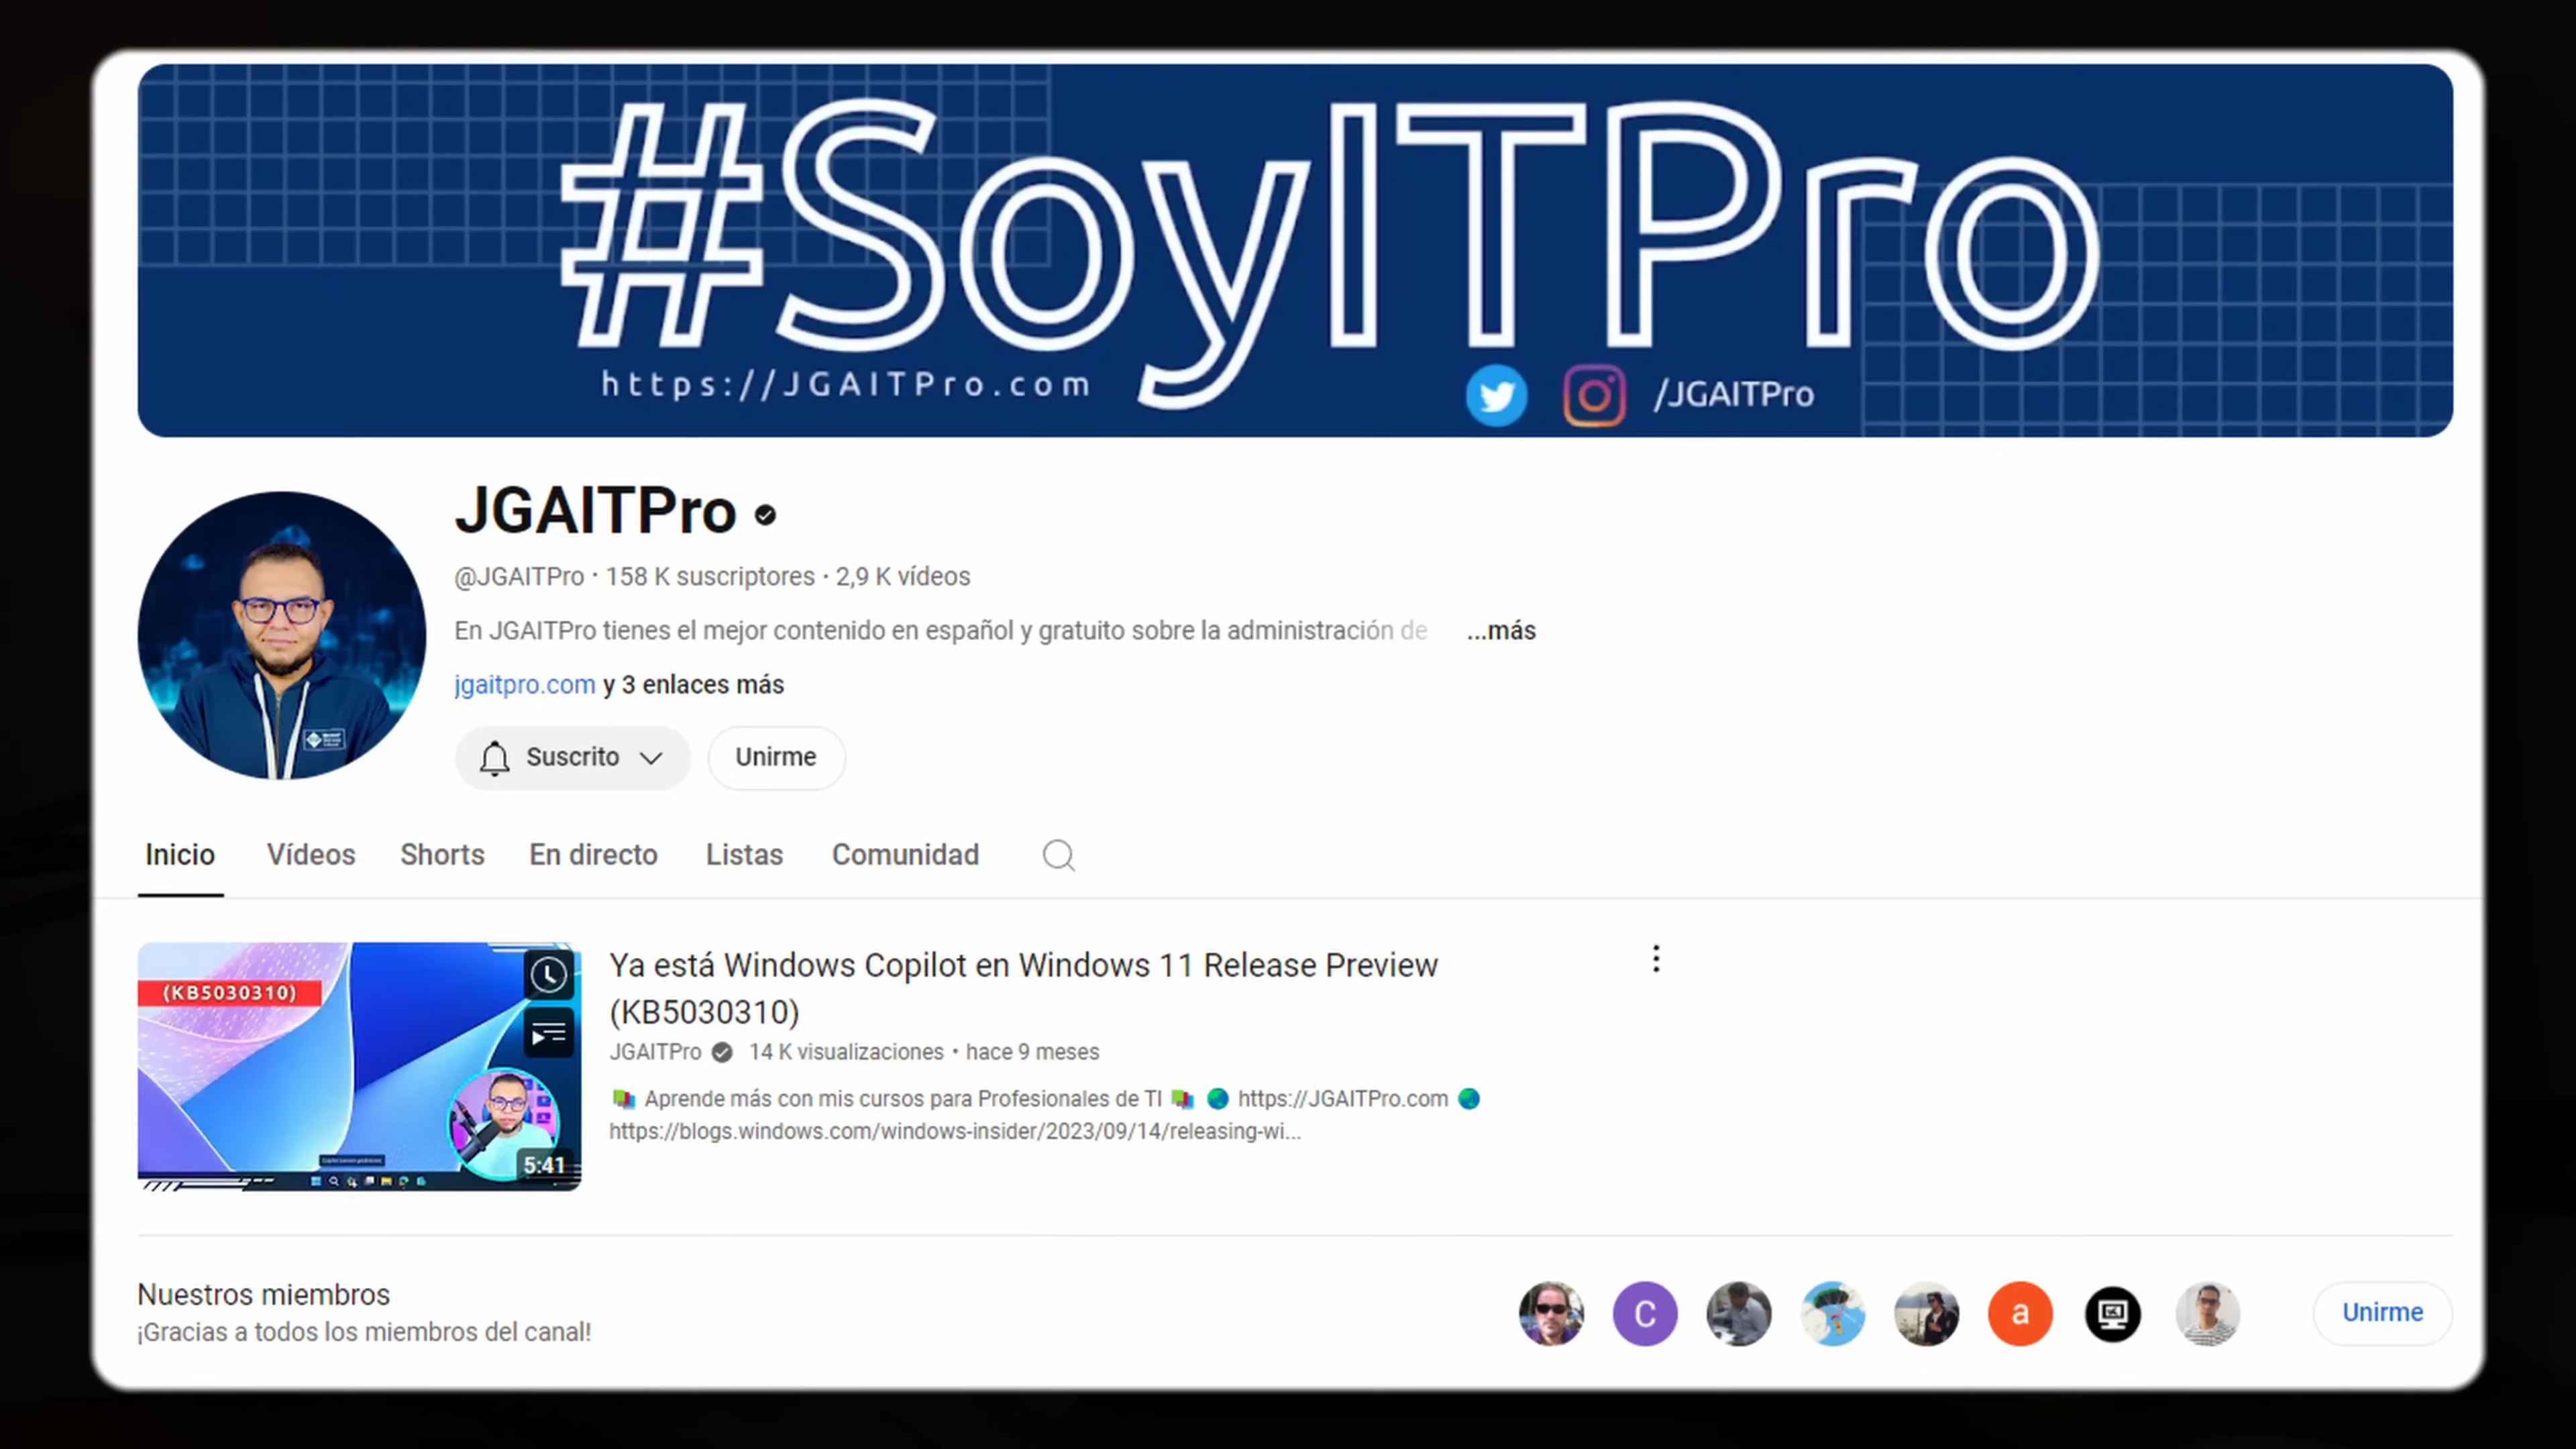 #SoyITPro
https://JGAITPro.com
/JGAITPro
JGAITPro
@JGAITPro · 158 K suscriptores · 2,9 K vídeos
En JGAITPro tienes el mejor contenido en español y gratuito sobre la administración de ...más
jgaitpro.com y 3 enlaces más
Suscrito
Unirme
Inicio Vídeos Shorts En directo Listas Comunidad
(KB5030310)
5:41
Ya está Windows Copilot en Windows 11 Release Preview
(KB5030310)
JGAITPro 14 K visualizaciones · hace 9 meses
Aprende más con mis cursos para Profesionales de TI https://JGAITPro.com
https://blogs.windows.com/windows-insider/2023/09/14/releasing-wi...
Nuestros miembros
¡Gracias a todos los miembros del canal!
C
a
Unirme